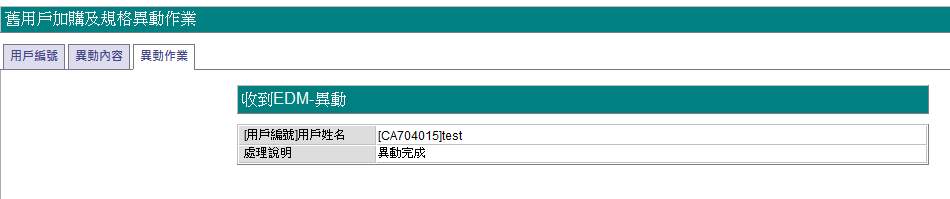 舊用戶加購及規格異動作業
用戶編號 異動內容 異動作業
收到EDM-異動
[用戶編號]用戶姓名 [CA704015]test
處理說明 異動完成